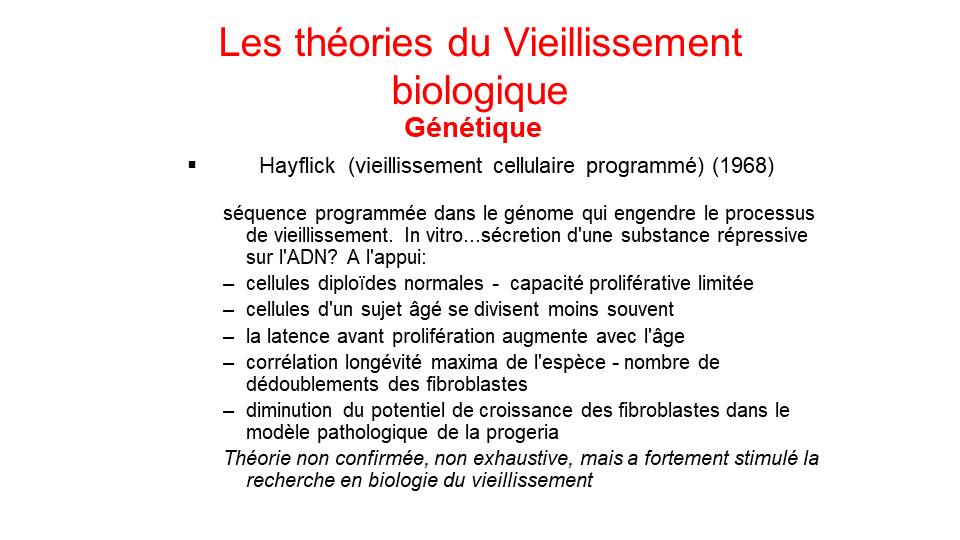 Les théories du Vieillissement
biologique
Génétique
▪ Hayflick (vieillissement cellulaire programmé) (1968)
séquence programmée dans le génome qui engendre le processus
de vieillissement. In vitro...sécretion d'une substance répressive
sur l'ADN? A l'appui:
– cellules diploïdes normales - capacité proliférative limitée
– cellules d'un sujet âgé se divisent moins souvent
– la latence avant prolifération augmente avec l'âge
– corrélation longévité maxima de l'espèce - nombre de
dédoublements des fibroblastes
– diminution du potentiel de croissance des fibroblastes dans le
modèle pathologique de la progeria
Théorie non confirmée, non exhaustive, mais a fortement stimulé la
recherche en biologie du vieillissement